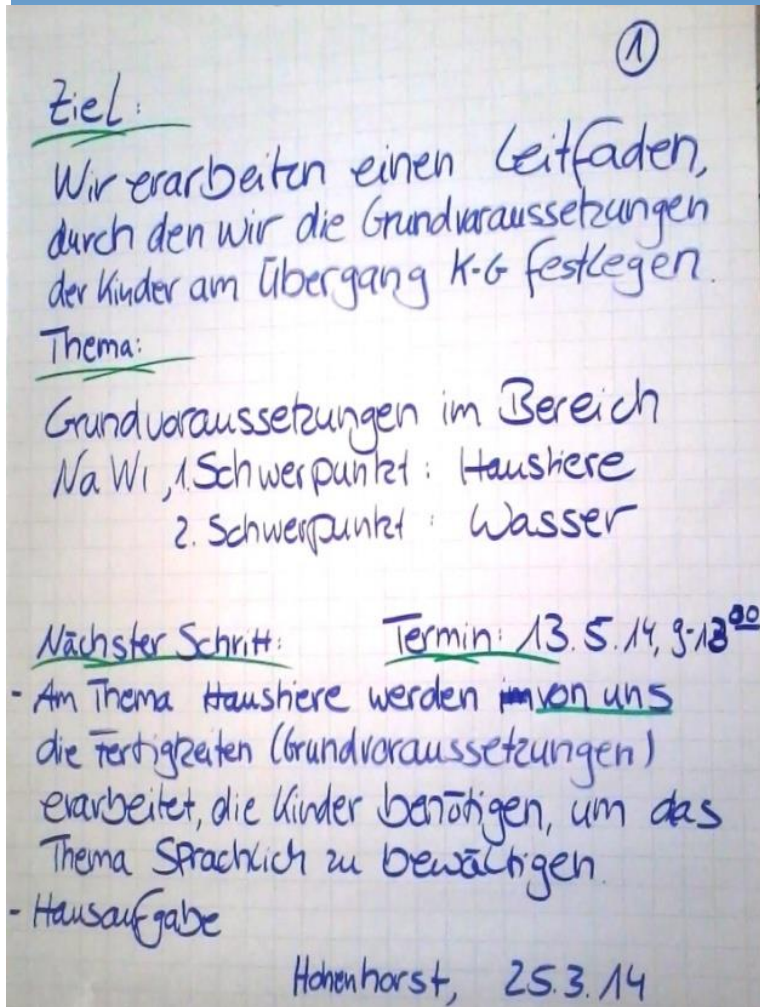 ①
Ziel:
Wir erarbeiten einen Leitfaden,
durch den wir die Grundvoraussetzungen
der Kinder am Übergang K-G festlegen.
Thema:
Grundvoraussetzungen im Bereich
Na Wi, 1. Schwerpunkt: Haustiere
2. Schwerpunkt: Wasser
Nächster Schritt: Termin: 13.5.14, 9-13⁰⁰
- Am Thema Haustiere werden von uns
die Fertigkeiten (Grundvoraussetzungen)
erarbeitet, die Kinder benötigen, um das
Thema Sprachlich zu bewältigen.
- Hausaufgabe
Hohenhorst, 25.3.14